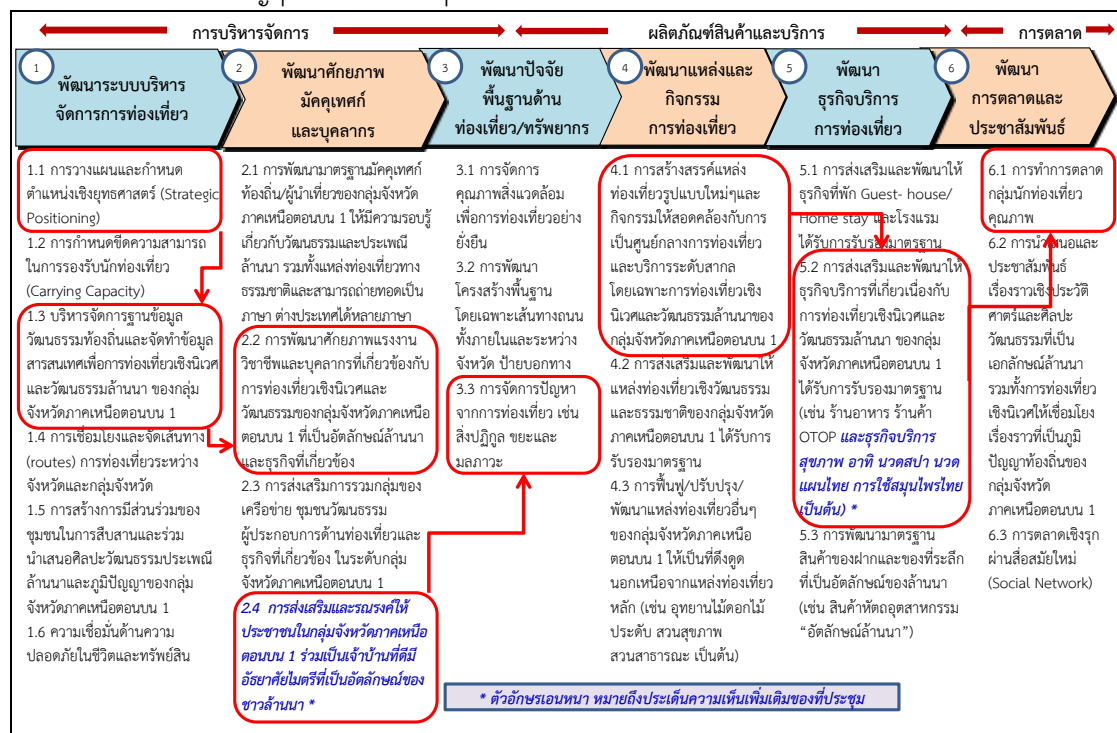 การบริหารจัดการ
ผลิตภัณฑ์สินค้าและบริการ
การตลาด
1
พัฒนาระบบบริหาร
จัดการการท่องเที่ยว
2
พัฒนาศักยภาพ
มัคคุเทศก์
และบุคลากร
3
พัฒนาปัจจัย
พื้นฐานด้าน
ท่องเที่ยว/ทรัพยากร
4
พัฒนาแหล่งและ
กิจกรรม
การท่องเที่ยว
5
พัฒนา
ธุรกิจบริการ
การท่องเที่ยว
6
พัฒนา
การตลาดและ
ประชาสัมพันธ์
1.1 การวางแผนและกำหนด
ตำแหน่งเชิงยุทธศาสตร์ (Strategic
Positioning)
1.2 การกำหนดขีดความสามารถ
ในการรองรับนักท่องเที่ยว
(Carrying Capacity)
1.3 บริหารจัดการฐานข้อมูล
วัฒนธรรมท้องถิ่นและจัดทำข้อมูล
สารสนเทศเพื่อการท่องเที่ยวเชิงนิเวศ
และวัฒนธรรมล้านนา ของกลุ่ม
จังหวัดภาคเหนือตอนบน 1
1.4 การเชื่อมโยงและจัดเส้นทาง
(routes) การท่องเที่ยวระหว่าง
จังหวัดและกลุ่มจังหวัด
1.5 การสร้างการมีส่วนร่วมของ
ชุมชนในการสืบสานและร่วม
นำเสนอศิลปะวัฒนธรรมประเพณี
ล้านนาและภูมิปัญญาของกลุ่ม
จังหวัดภาคเหนือตอนบน 1
1.6 ความเชื่อมั่นด้านความ
ปลอดภัยในชีวิตและทรัพย์สิน
2.1 การพัฒนามาตรฐานมัคคุเทศก์
ท้องถิ่น/ผู้นำเที่ยวของกลุ่มจังหวัด
ภาคเหนือตอนบน 1 ให้มีความรอบรู้
เกี่ยวกับวัฒนธรรมและประเพณี
ล้านนา รวมทั้งแหล่งท่องเที่ยวทาง
ธรรมชาติและสามารถถ่ายทอดเป็น
ภาษา ต่างประเทศได้หลายภาษา
2.2 การพัฒนาศักยภาพแรงงาน
วิชาชีพและบุคลากรที่เกี่ยวข้องกับ
การท่องเที่ยวเชิงนิเวศและ
วัฒนธรรมของกลุ่มจังหวัดภาคเหนือ
ตอนบน 1 ที่เป็นอัตลักษณ์ล้านนา
และธุรกิจที่เกี่ยวข้อง
2.3 การส่งเสริมการรวมกลุ่มของ
เครือข่าย ชุมชนวัฒนธรรม
ผู้ประกอบการด้านท่องเที่ยวและ
ธุรกิจที่เกี่ยวข้อง ในระดับกลุ่ม
จังหวัดภาคเหนือตอนบน 1
2.4 การส่งเสริมและรณรงค์ให้
ประชาชนในกลุ่มจังหวัดภาคเหนือ
ตอนบน 1 ร่วมเป็นเจ้าบ้านที่ดีมี
อัธยาศัยไมตรีที่เป็นอัตลักษณ์ของ
ชาวล้านนา *
3.1 การจัดการ
คุณภาพสิ่งแวดล้อม
เพื่อการท่องเที่ยวอย่าง
ยั่งยืน
3.2 การพัฒนา
โครงสร้างพื้นฐาน
โดยเฉพาะเส้นทางถนน
ทั้งภายในและระหว่าง
จังหวัด ป้ายบอกทาง
3.3 การจัดการปัญหา
จากการท่องเที่ยว เช่น
สิ่งปฏิกูล ขยะและ
มลภาวะ
4.1 การสร้างสรรค์แหล่ง
ท่องเที่ยวรูปแบบใหม่ๆและ
กิจกรรมให้สอดคล้องกับการ
เป็นศูนย์กลางการท่องเที่ยว
และบริการระดับสากล
โดยเฉพาะการท่องเที่ยวเชิง
นิเวศและวัฒนธรรมล้านนาของ
กลุ่มจังหวัดภาคเหนือตอนบน 1
4.2 การส่งเสริมและพัฒนาให้
แหล่งท่องเที่ยวเชิงวัฒนธรรม
และธรรมชาติของกลุ่มจังหวัด
ภาคเหนือตอนบน 1 ได้รับการ
รับรองมาตรฐาน
4.3 การฟื้นฟู/ปรับปรุง/
พัฒนาแหล่งท่องเที่ยวอื่นๆ
ของกลุ่มจังหวัดภาคเหนือ
ตอนบน 1 ให้เป็นที่ดึงดูด
นอกเหนือจากแหล่งท่องเที่ยว
หลัก (เช่น อุทยานไม้ดอกไม้
ประดับ สวนสุขภาพ
สวนสาธารณะ เป็นต้น)
5.1 การส่งเสริมและพัฒนาให้
ธุรกิจที่พัก Guest- house/
Home stay และโรงแรม
ได้รับการรับรองมาตรฐาน
5.2 การส่งเสริมและพัฒนาให้
ธุรกิจบริการที่เกี่ยวเนื่องกับ
การท่องเที่ยวเชิงนิเวศและ
วัฒนธรรมล้านนา ของกลุ่ม
จังหวัดภาคเหนือตอนบน 1
ได้รับการรับรองมาตรฐาน
(เช่น ร้านอาหาร ร้านค้า
OTOP และธุรกิจบริการ
สุขภาพ อาทิ นวดสปา นวด
แผนไทย การใช้สมุนไพรไทย
เป็นต้น) *
5.3 การพัฒนามาตรฐาน
สินค้าของฝากและของที่ระลึก
ที่เป็นอัตลักษณ์ของล้านนา
(เช่น สินค้าหัตถอุตสาหกรรม
“อัตลักษณ์ล้านนา”)
6.1 การทำการตลาด
กลุ่มนักท่องเที่ยว
คุณภาพ
6.2 การนำเสนอและ
ประชาสัมพันธ์
เรื่องราวเชิงประวัติ
ศาตร์และศิลปะ
วัฒนธรรมที่เป็น
เอกลักษณ์ล้านนา
รวมทั้งการท่องเที่ยว
เชิงนิเวศให้เชื่อมโยง
เรื่องราวที่เป็นภูมิ
ปัญญาท้องถิ่นของ
กลุ่มจังหวัด
ภาคเหนือตอนบน 1
6.3 การตลาดเชิงรุก
ผ่านสื่อสมัยใหม่
(Social Network)
* ตัวอักษรเอนหนา หมายถึงประเด็นความเห็นเพิ่มเติมของที่ประชุม